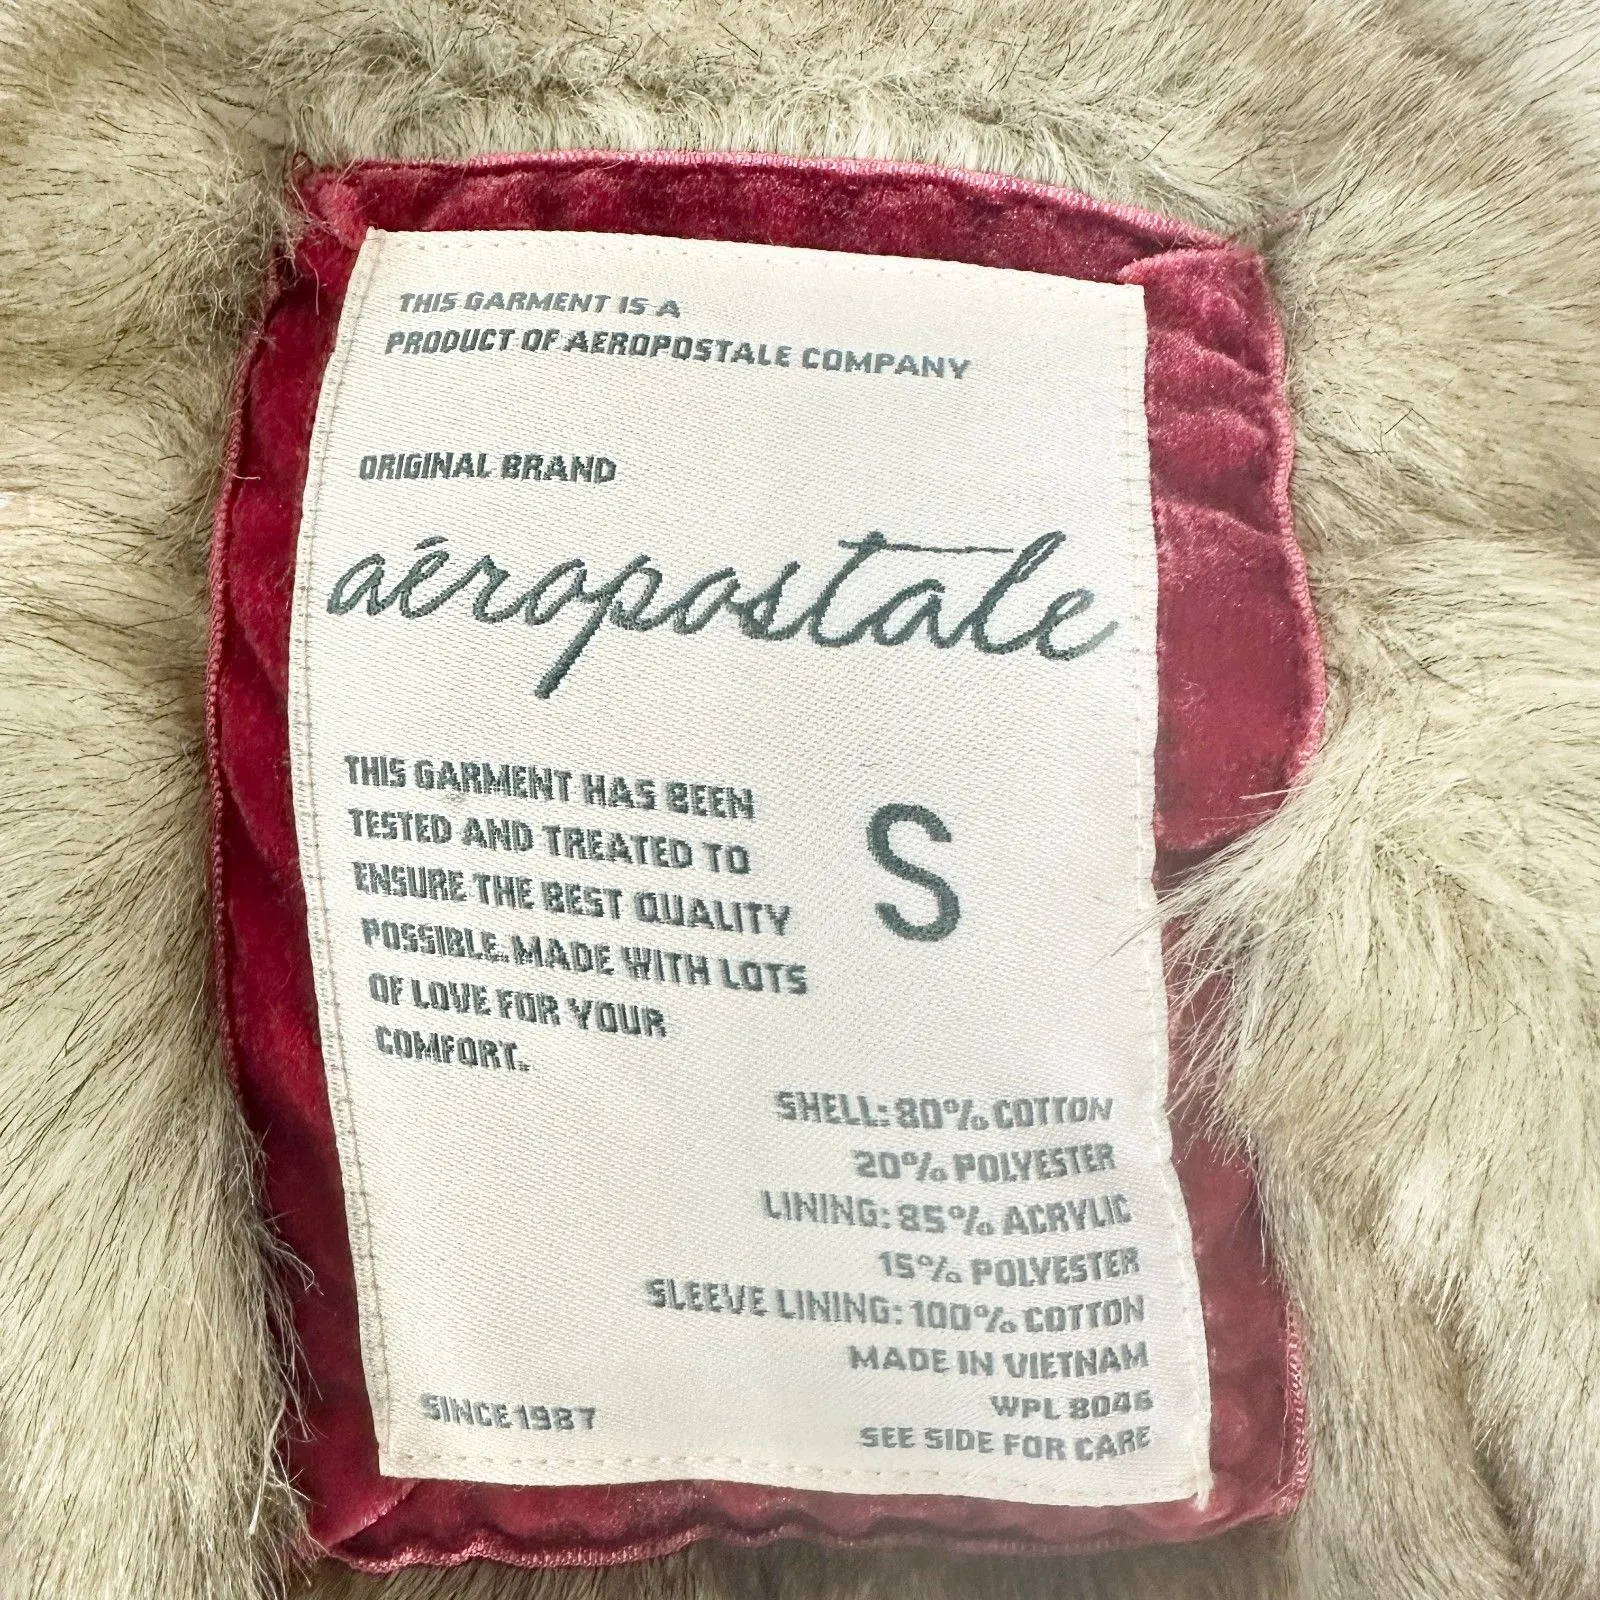 THIS GARMENT IS A
PRODUCT OF AEROPOSTALE COMPANY
ORIGINAL BRAND
aéropostale
THIS GARMENT HAS BEEN
TESTED AND TREATED TO
ENSURE THE BEST QUALITY
POSSIBLE. MADE WITH LOTS
OF LOVE FOR YOUR
COMFORT.
S
SHELL: 80% COTTON
20% POLYESTER
LINING: 85% ACRYLIC
15% POLYESTER
SLEEVE LINING: 100% COTTON
MADE IN VIETNAM
WPL 8046
SEE SIDE FOR CARE
SINCE 1987